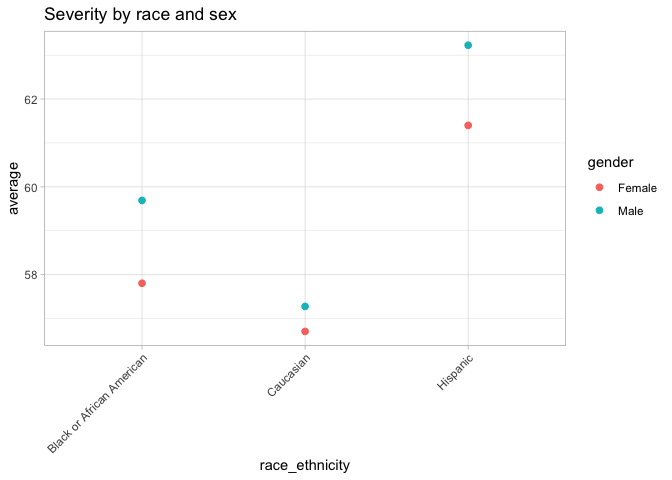 Severity by race and sex
average
62
60
58
Black or African American
Caucasian
Hispanic
race_ethnicity
gender
Female
Male